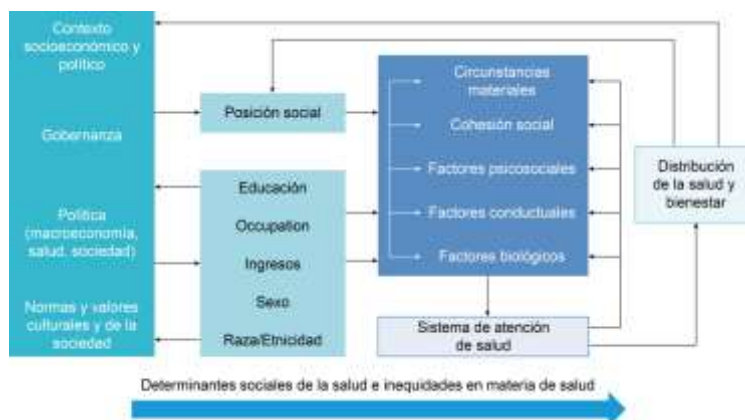 Contexto
socioeconómico y
político
Gobernanza
Política
(macroeconomía,
salud, sociedad)
Normas y valores
culturales y de la
sociedad
Posición social
Educación
Occupation
Ingresos
Sexo
Raza/Etnicidad
Circunstancias
materiales
Cohesión social
Factores psicosociales
Factores conductuales
Factores biológicos
Sistema de atención
de salud
Distribución
de la salud y
bienestar
Determinantes sociales de la salud e inequidades en materia de salud